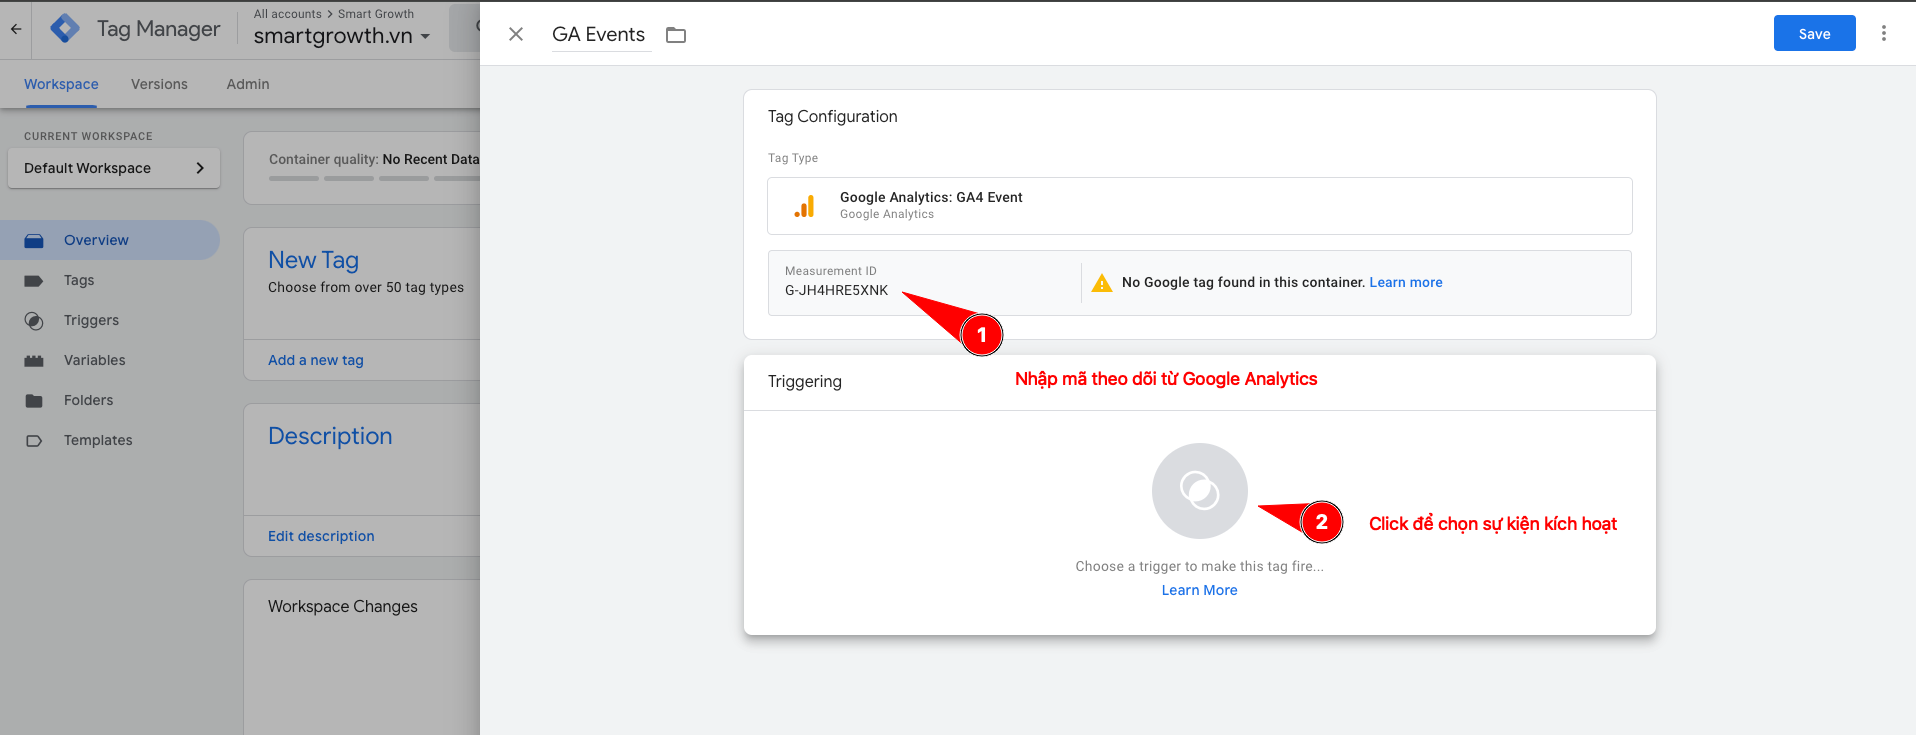 Tag Manager
All accounts > Smart Growth
smartgrowth.vn
GA Events
Save
Workspace
Versions
Admin
CURRENT WORKSPACE
Default Workspace
Overview
Tags
Triggers
Variables
Folders
Templates
Container quality: No Recent Data
New Tag
Choose from over 50 tag types
Add a new tag
Description
Edit description
Workspace Changes
Tag Configuration
Tag Type
Google Analytics: GA4 Event
Google Analytics
Measurement ID
G-JH4HRE5XNK
No Google tag found in this container. Learn more
1
Nhập mã theo dõi từ Google Analytics
Triggering
2
Click để chọn sự kiện kích hoạt
Choose a trigger to make this tag fire...
Learn More